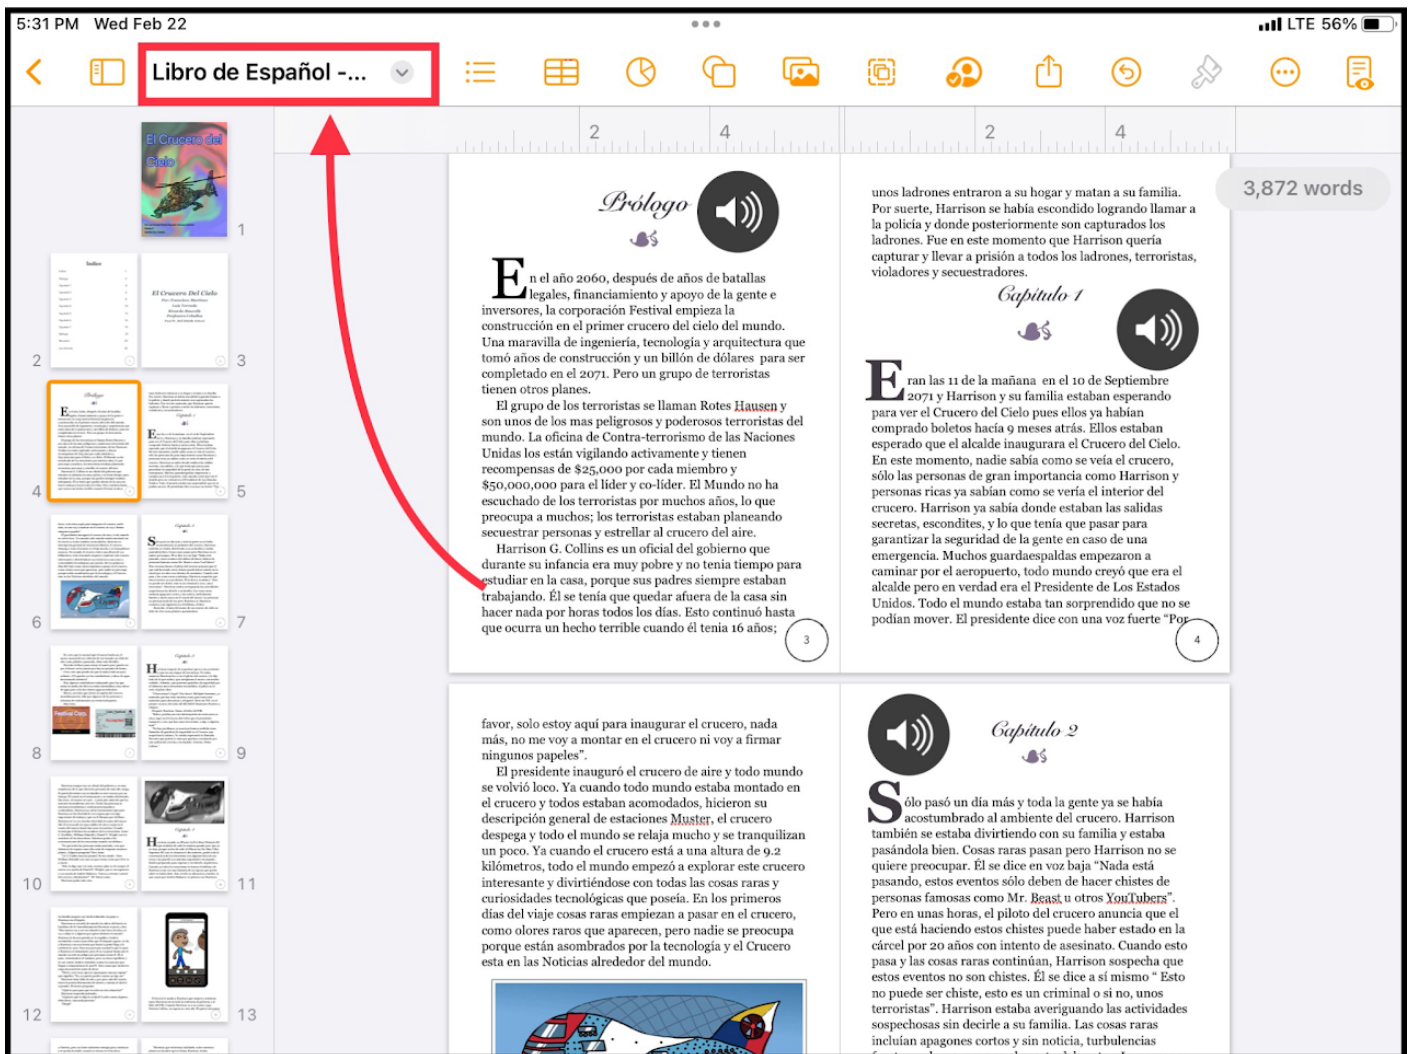 5:31 PM Wed Feb 22
LTE 56%
Libro de Español -...
2 4 2 4
3,872 words
El Crucero del
Cielo
1
Índice
El Crucero Del Cielo
2 3
4 5
6 7
8 9
10 11
12 13
Prólogo
En el año 2060, después de años de batallas
legales, financiamiento y apoyo de la gente e
inversores, la corporación Festival empieza la
construcción en el primer crucero del cielo del mundo.
Una maravilla de ingeniería, tecnología y arquitectura que
tomó años de construcción y un billón de dólares para ser
completado en el 2071. Pero un grupo de terroristas
tienen otros planes.
El grupo de los terroristas se llaman Rotes Hausen y
son unos de los mas peligrosos y poderosos terroristas del
mundo. La oficina de Contra-terrorismo de las Naciones
Unidas los están vigilando activamente y tienen
recompensas de $25,000 por cada miembro y
$50,000,000 para el líder y co-líder. El Mundo no ha
escuchado de los terroristas por muchos años, lo que
preocupa a muchos; los terroristas estaban planeando
secuestrar personas y estrellar al crucero del aire.
Harrison G. Collins es un oficial del gobierno que
durante su infancia era muy pobre y no tenia tiempo para
estudiar en la casa, porque sus padres siempre estaban
trabajando. Él se tenía que quedar afuera de la casa sin
hacer nada por horas todos los días. Esto continuó hasta
que ocurra un hecho terrible cuando él tenia 16 años;
3
unos ladrones entraron a su hogar y matan a su familia.
Por suerte, Harrison se había escondido logrando llamar a
la policía y donde posteriormente son capturados los
ladrones. Fue en este momento que Harrison quería
capturar y llevar a prisión a todos los ladrones, terroristas,
violadores y secuestradores.
Capítulo 1
Eran las 11 de la mañana en el 10 de Septiembre
2071 y Harrison y su familia estaban esperando
para ver el Crucero del Cielo pues ellos ya habían
comprado boletos hacía 9 meses atrás. Ellos estaban
esperado que el alcalde inaugurara el Crucero del Cielo.
En este momento, nadie sabía como se veía el crucero,
sólo las personas de gran importancia como Harrison y
personas ricas ya sabían como se vería el interior del
crucero. Harrison ya sabía donde estaban las salidas
secretas, escondites, y lo que tenía que pasar para
garantizar la seguridad de la gente en caso de una
emergencia. Muchos guardaespaldas empezaron a
caminar por el aeropuerto, todo mundo creyó que era el
alcalde pero en verdad era el Presidente de Los Estados
Unidos. Todo el mundo estaba tan sorprendido que no se
podían mover. El presidente dice con una voz fuerte “Por
4
favor, solo estoy aquí para inaugurar el crucero, nada
más, no me voy a montar en el crucero ni voy a firmar
ningunos papeles”.
El presidente inauguró el crucero de aire y todo mundo
se volvió loco. Ya cuando todo mundo estaba montado en
el crucero y todos estaban acomodados, hicieron su
descripción general de estaciones Muster, el crucero
despega y todo el mundo se relaja mucho y se tranquilizan
un poco. Ya cuando el crucero está a una altura de 9.2
kilómetros, todo el mundo empezó a explorar este crucero
interesante y divirtiéndose con todas las cosas raras y
curiosidades tecnológicas que poseía. En los primeros
días del viaje cosas raras empiezan a pasar en el crucero,
como olores raros que aparecen, pero nadie se preocupa
porque están asombrados por la tecnología y el Crucero
esta en las Noticias alrededor del mundo.
Capítulo 2
Sólo pasó un día más y toda la gente ya se había
acostumbrado al ambiente del crucero. Harrison
también se estaba divirtiendo con su familia y estaba
pasándola bien. Cosas raras pasan pero Harrison no se
quiere preocupar. Él se dice en voz baja “Nada está
pasando, estos eventos sólo deben de hacer chistes de
personas famosas como Mr. Beast u otros YouTubers”.
Pero en unas horas, el piloto del crucero anuncia que el
que está haciendo estos chistes puede haber estado en la
cárcel por 20 años con intento de asesinato. Cuando esto
pasa y las cosas raras continúan, Harrison sospecha que
estos eventos no son chistes. Él se dice a sí mismo “ Esto
no puede ser chiste, esto es un criminal o si no, unos
terroristas”. Harrison estaba averiguando las actividades
sospechosas sin decirle a su familia. Las cosas raras
incluían apagones cortos y sin noticia, turbulencias